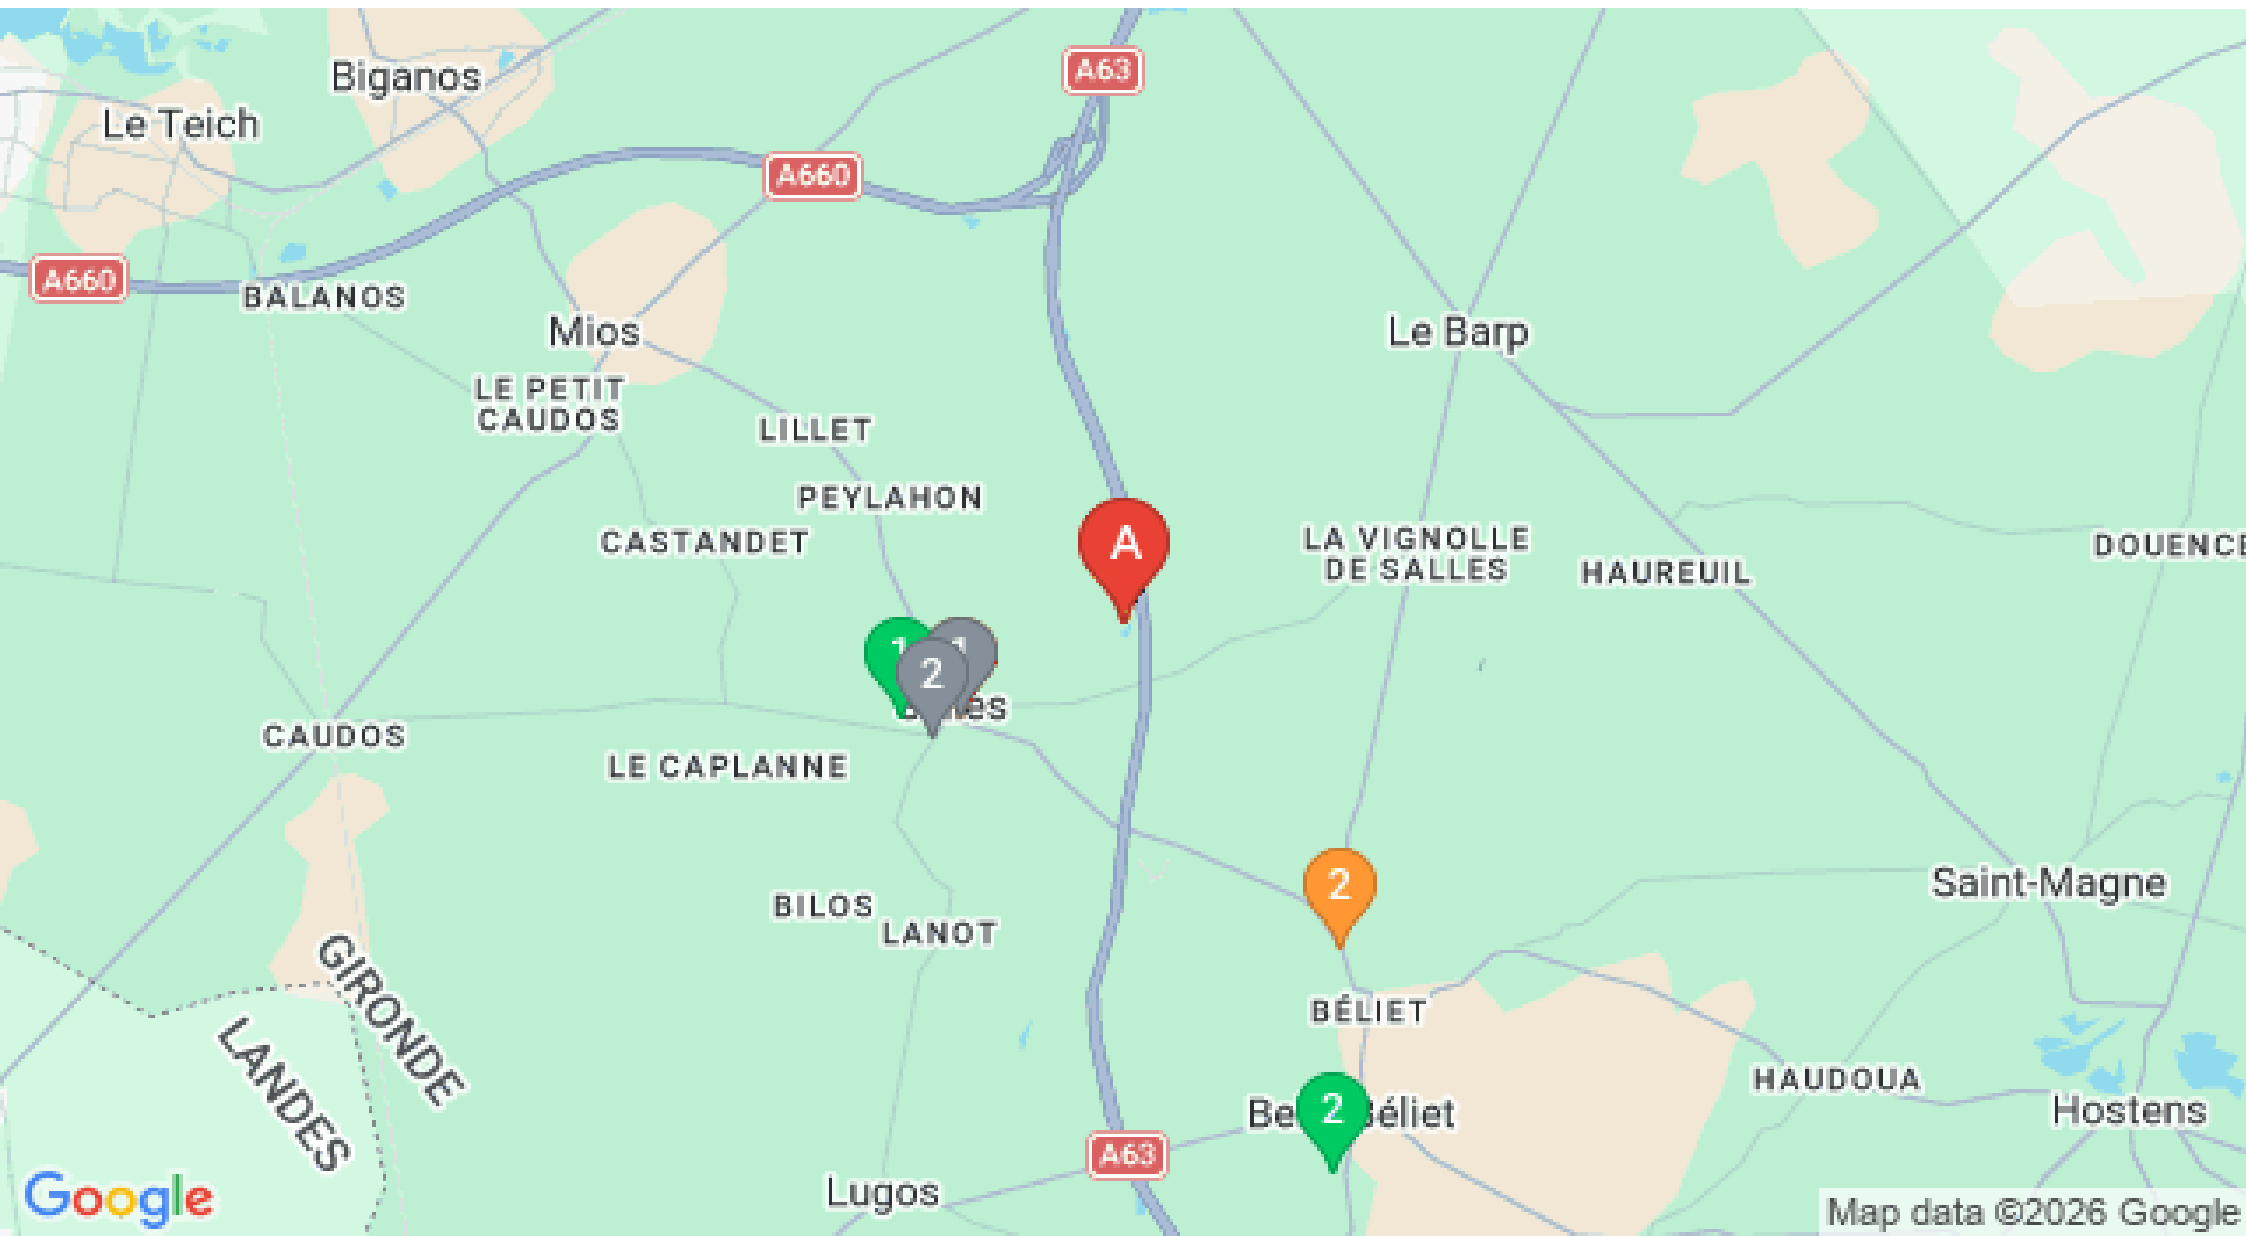 A63
Biganos
Le Teich
A660
A660
BALANOS
Mios
Le Barp
LE PETIT
CAUDOS
LILLET
PEYLAHON
CASTANDET
A
LA VIGNOLLE
DE SALLES
HAUREUIL
DOUENCE
1
1
2
CAUDOS
LE CAPLANNE
2
Saint-Magne
BILOS
LANOT
GIRONDE
LANDES
BÉLIET
HAUDOUA
2
Hostens
A63
Lugos
Google
Map data ©2026 Google